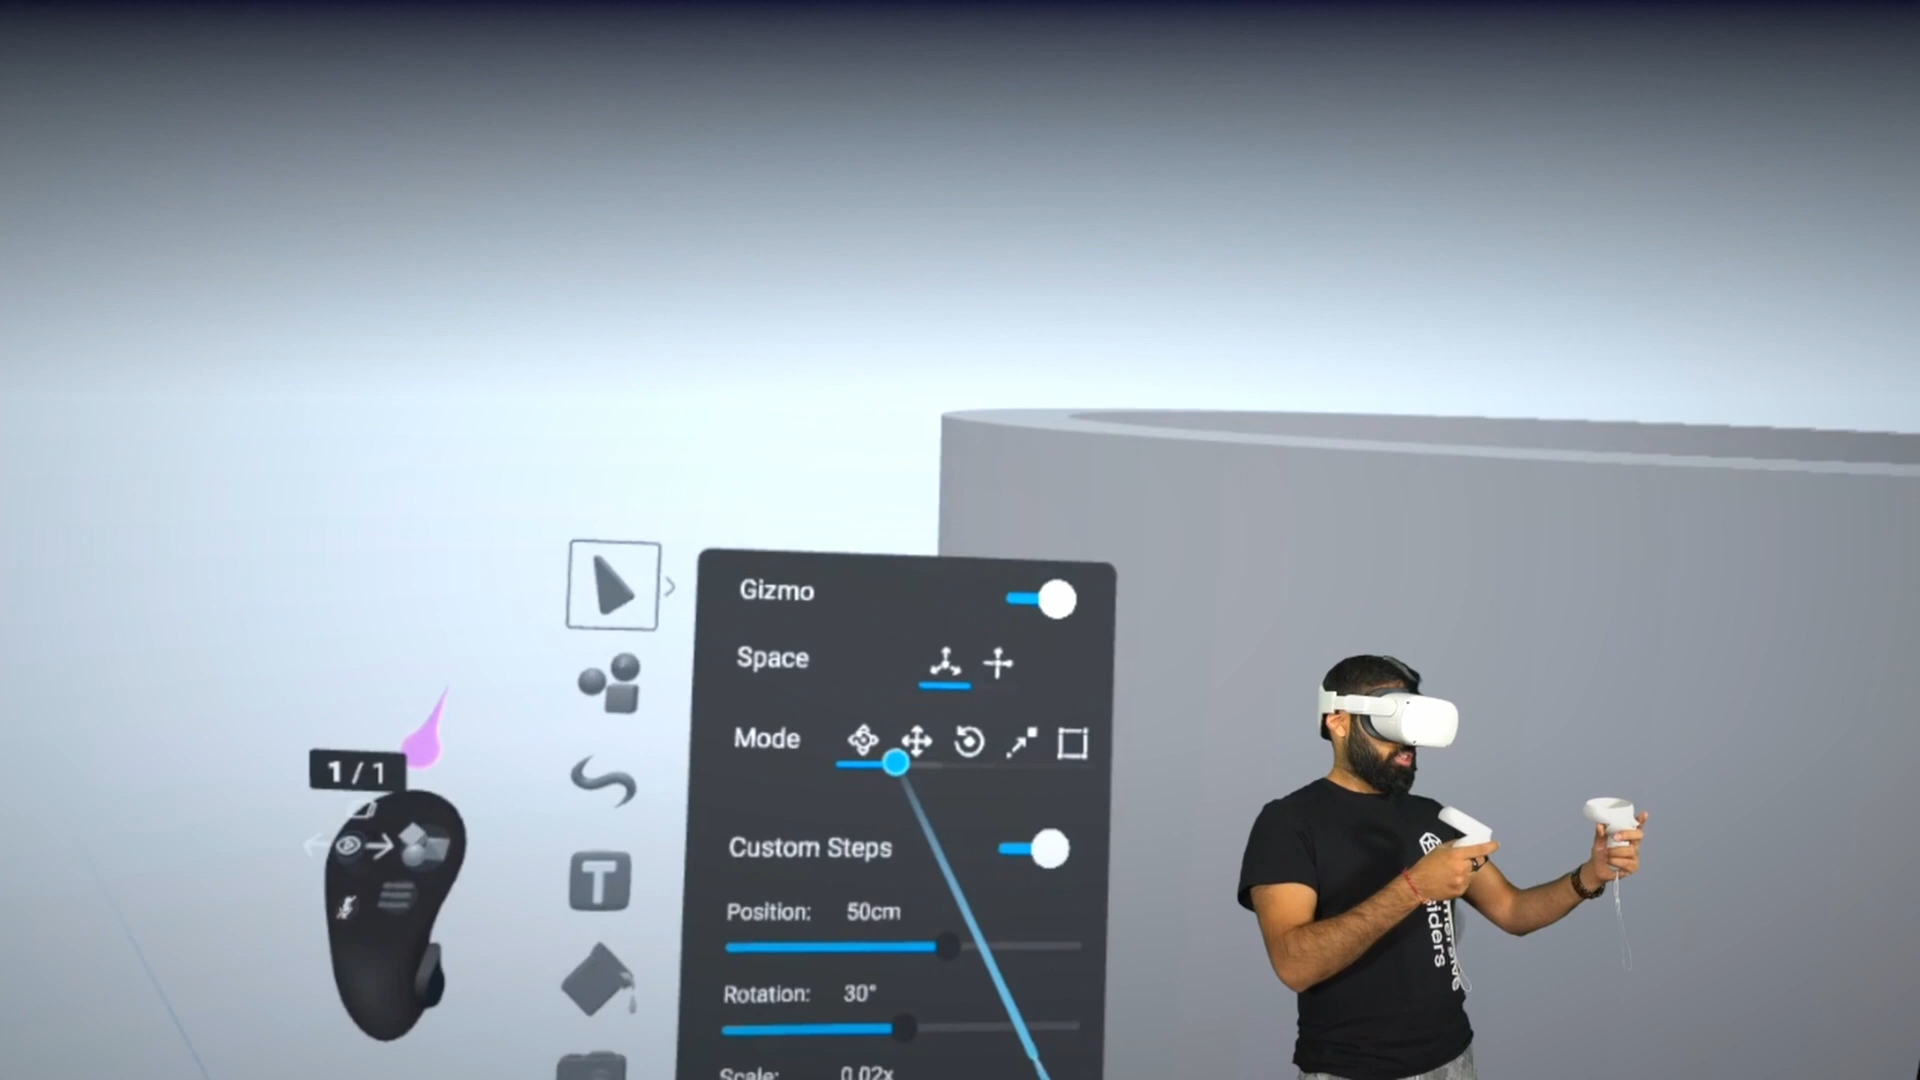 Gizmo
Space
Mode
1 / 1
Custom Steps
Position: 50cm
T
Rotation: 30°
Scale: 0.02x